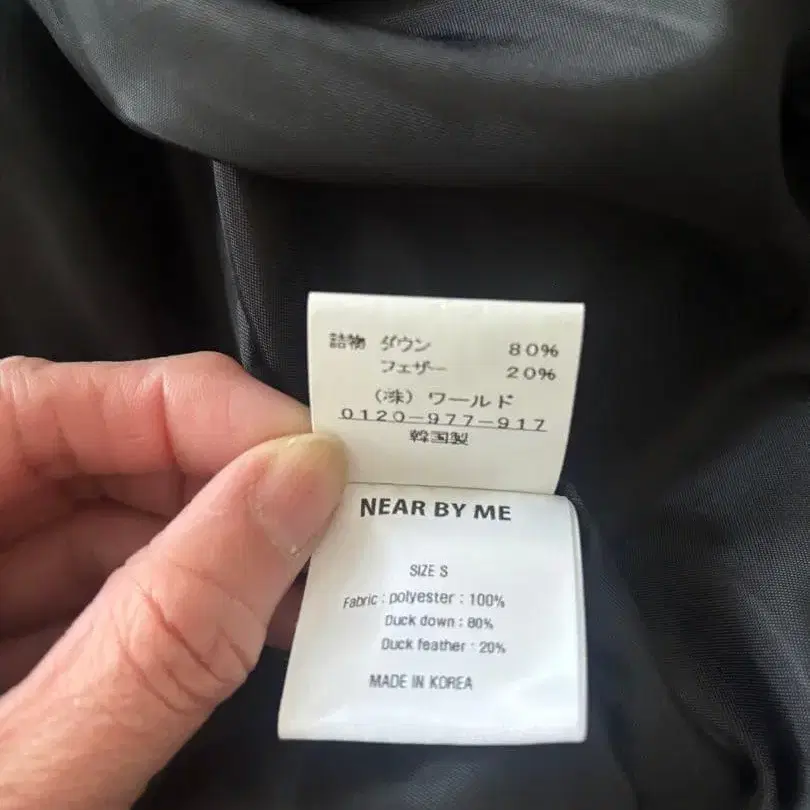 詰物 ダウン 80%
フェザー 20%
（株）ワールド
0120-977-917
韓国製
NEAR BY ME
SIZE S
Fabric : polyester : 100%
Duck down : 80%
Duck feather : 20%
MADE IN KOREA